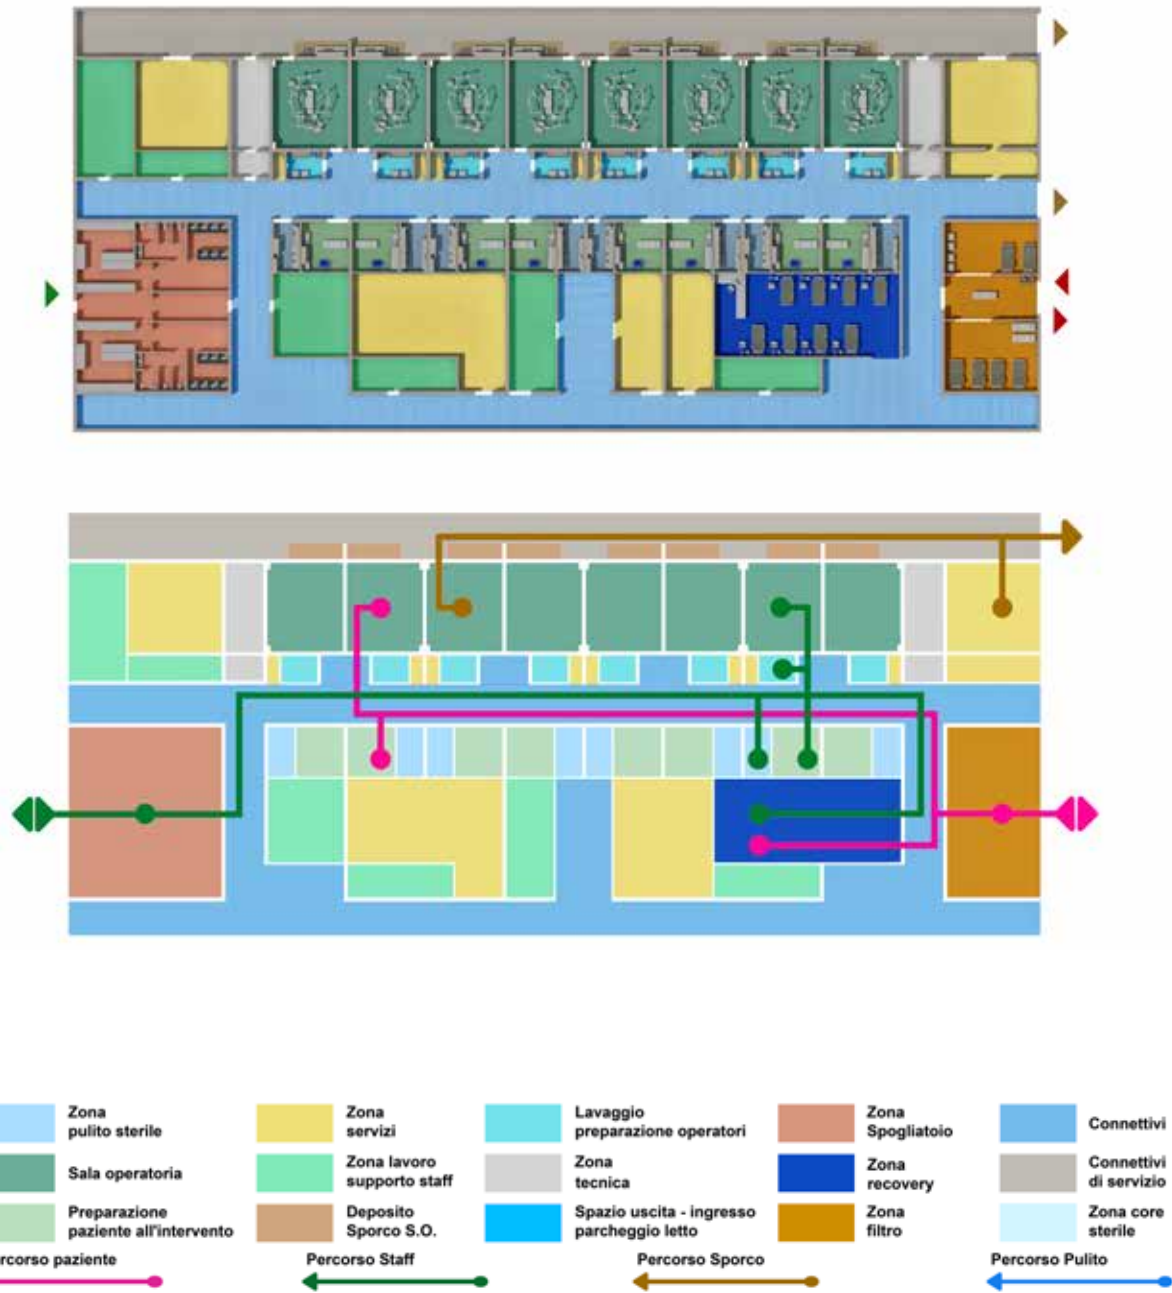 Zona
pulito sterile
Zona
servizi
Lavaggio
preparazione operatori
Zona
Spogliatoio
Connettivi
Sala operatoria
Zona lavoro
supporto staff
Zona
tecnica
Zona
recovery
Connettivi
di servizio
Preparazione
paziente all'intervento
Deposito
Sporco S.O.
Spazio uscita - ingresso
parcheggio letto
Zona
filtro
Zona core
sterile
rcorso paziente
Percorso Staff
Percorso Sporco
Percorso Pulito